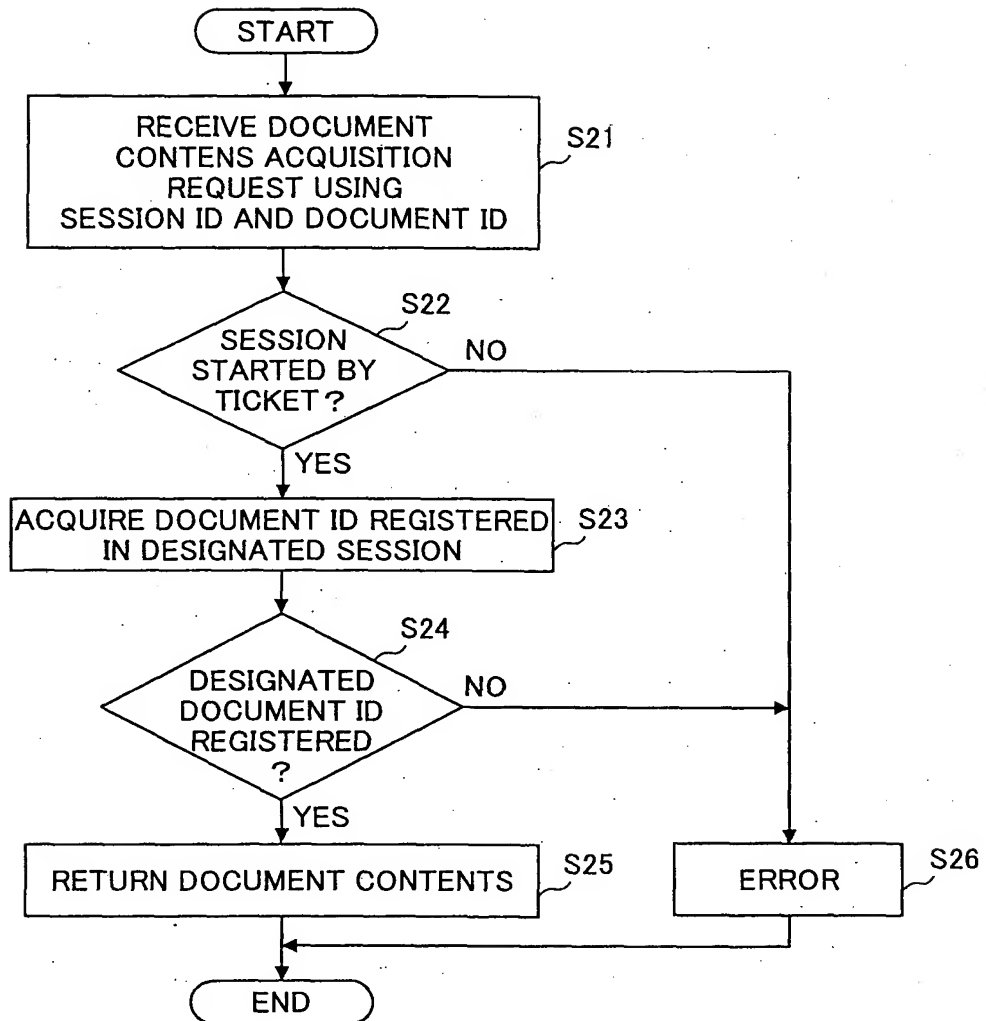 START
RECEIVE DOCUMENT
CONTENS ACQUISITION
REQUEST USING
SESSION ID AND DOCUMENT ID
S21
S22
SESSION
STARTED BY
TICKET?
NO
YES
ACQUIRE DOCUMENT ID REGISTERED
IN DESIGNATED SESSION
S23
S24
DESIGNATED
DOCUMENT ID
REGISTERED
?
NO
YES
RETURN DOCUMENT CONTENTS
S25
ERROR
S26
END